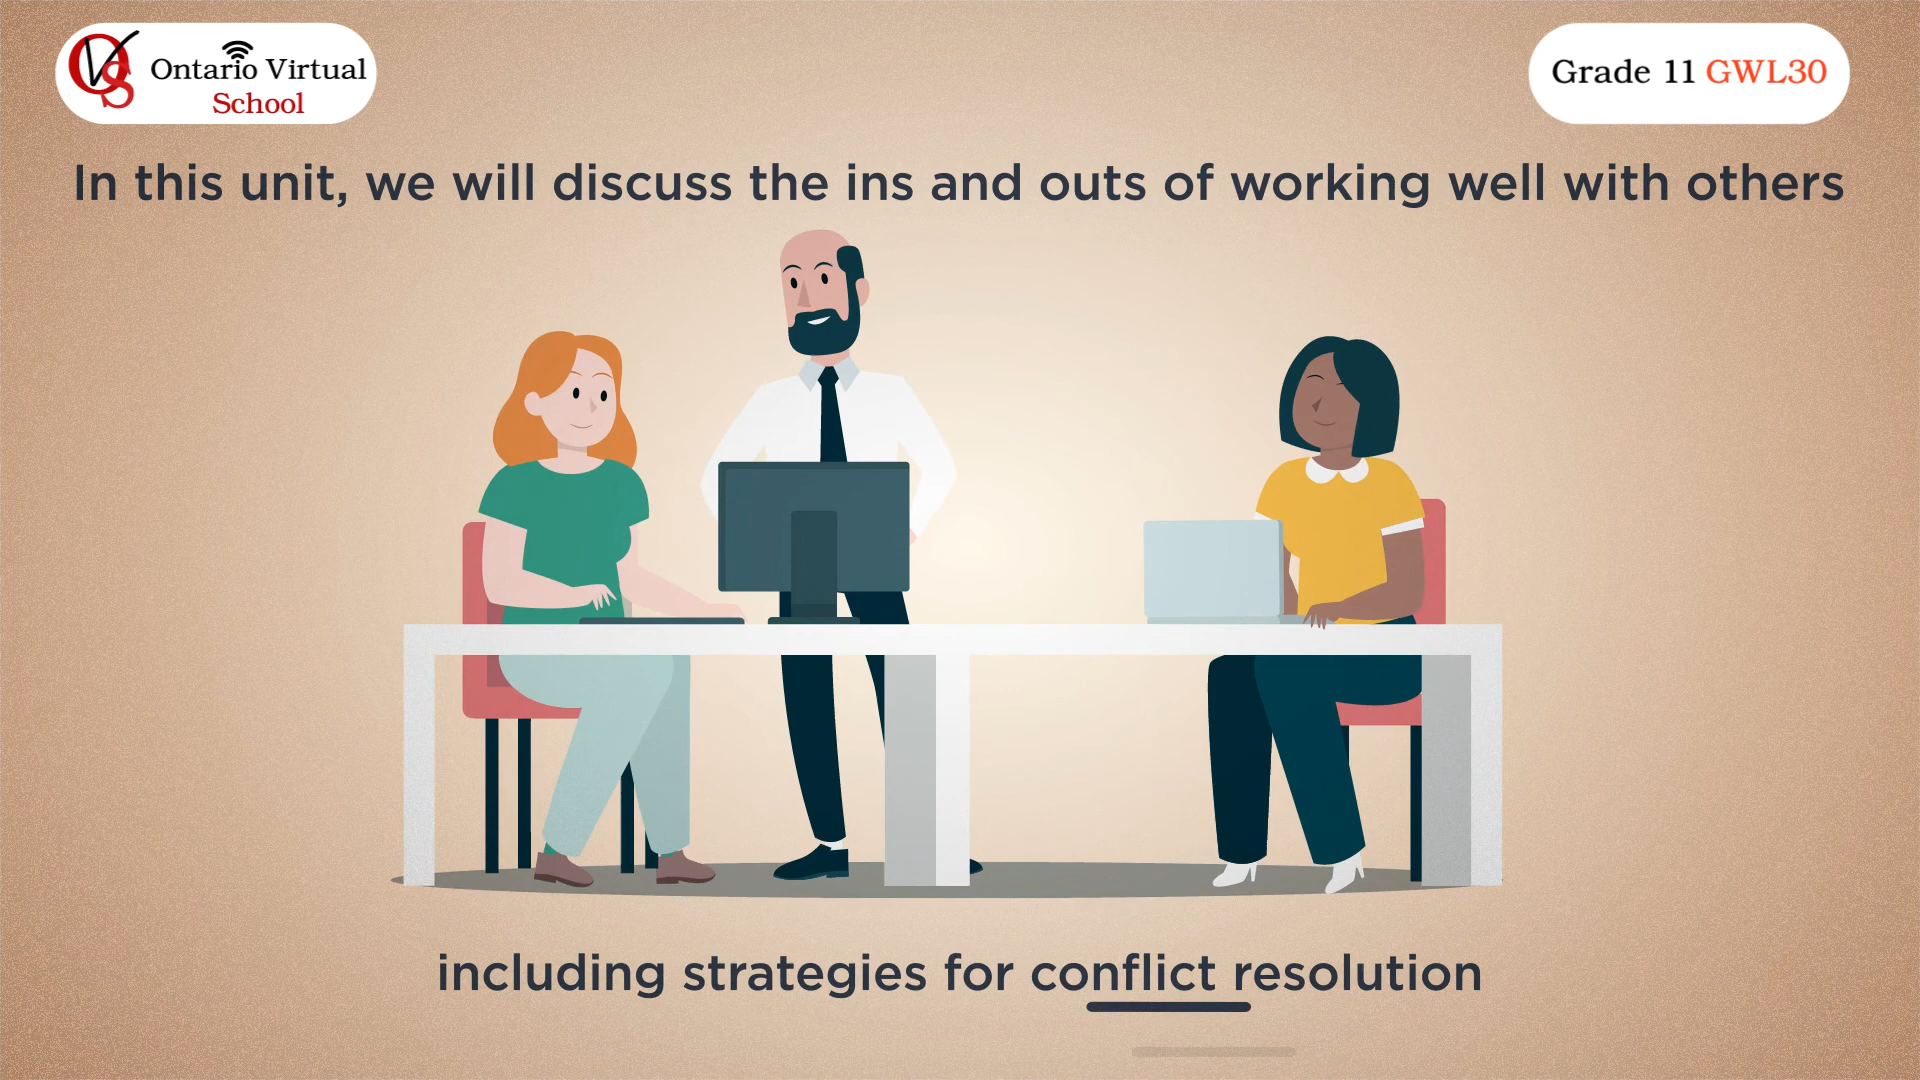 OVS
Ontario Virtual
School
Grade 11 GWL30
In this unit, we will discuss the ins and outs of working well with others
including strategies for conflict resolution